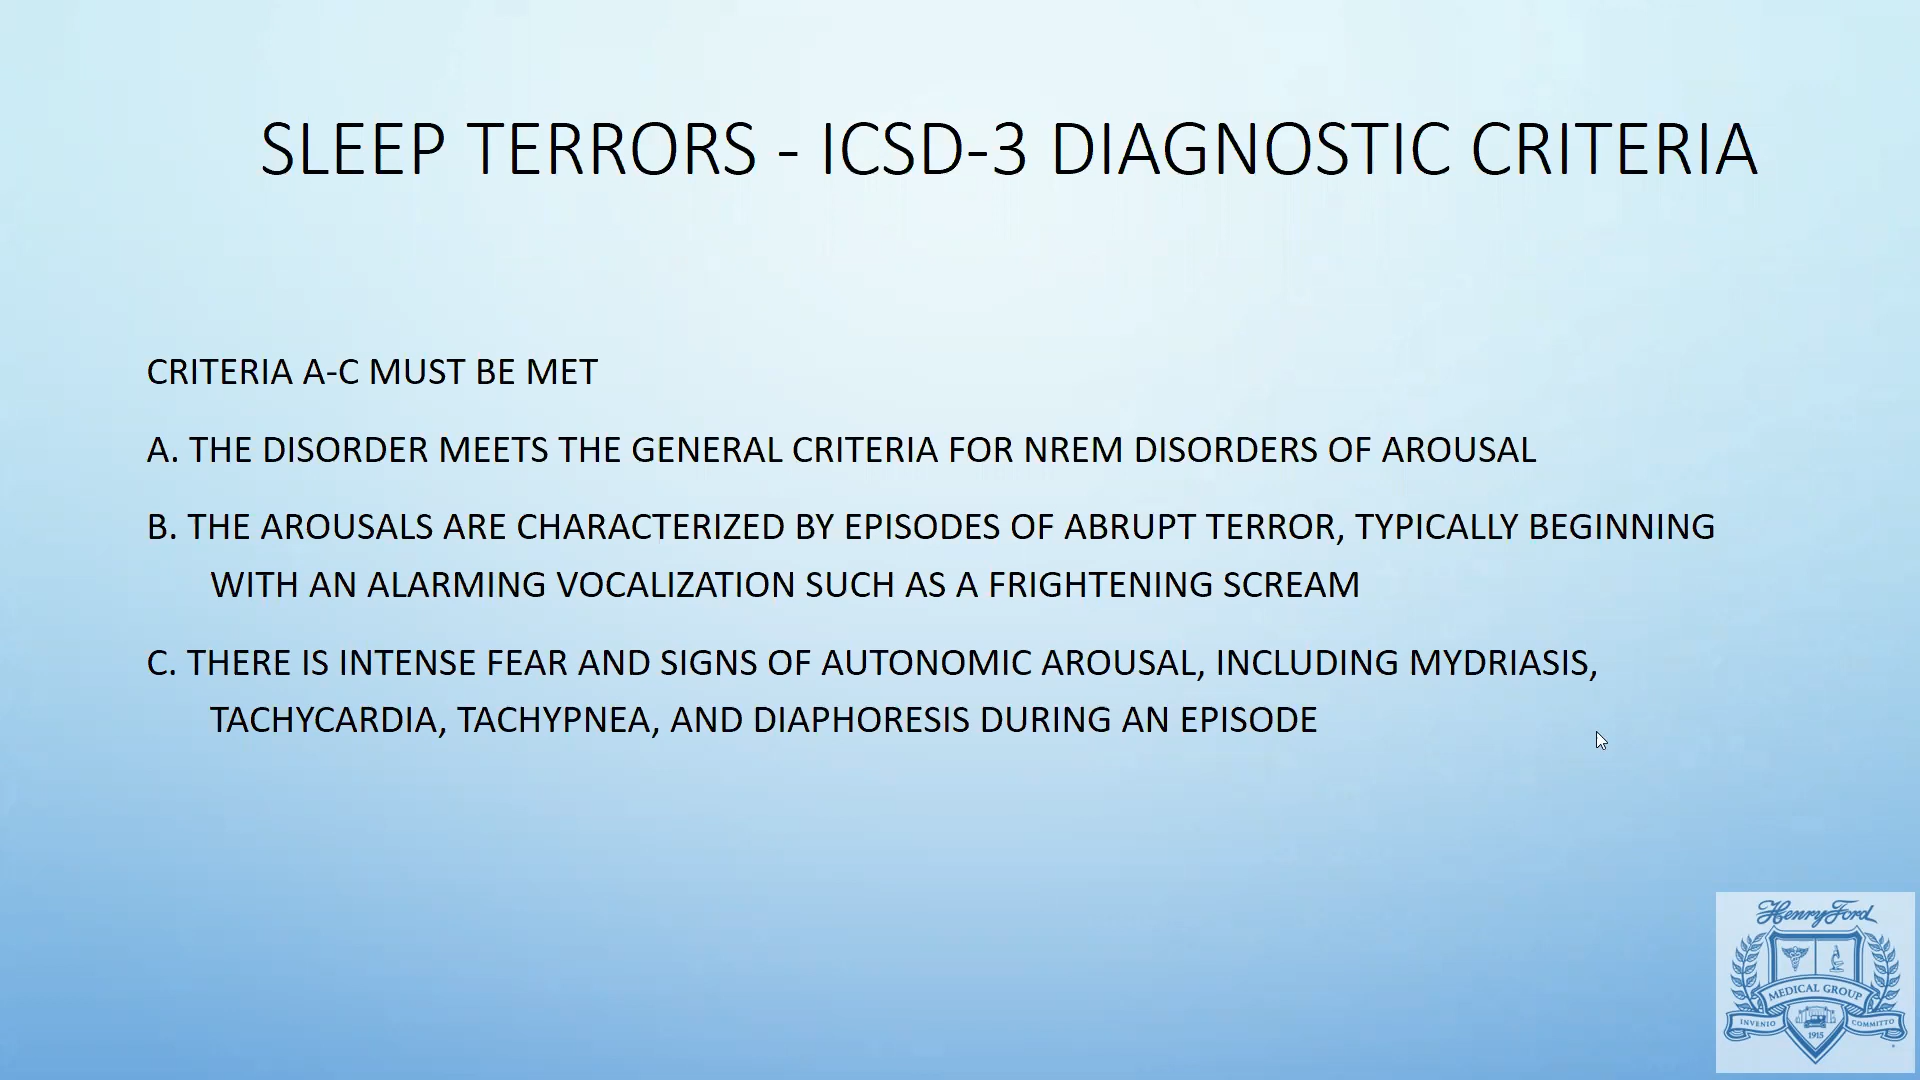 SLEEP TERRORS - ICSD-3 DIAGNOSTIC CRITERIA
CRITERIA A-C MUST BE MET
A. THE DISORDER MEETS THE GENERAL CRITERIA FOR NREM DISORDERS OF AROUSAL
B. THE AROUSALS ARE CHARACTERIZED BY EPISODES OF ABRUPT TERROR, TYPICALLY BEGINNING
WITH AN ALARMING VOCALIZATION SUCH AS A FRIGHTENING SCREAM
C. THERE IS INTENSE FEAR AND SIGNS OF AUTONOMIC AROUSAL, INCLUDING MYDRIASIS,
TACHYCARDIA, TACHYPNEA, AND DIAPHORESIS DURING AN EPISODE
Henry Ford
MEDICAL GROUP
INVENIO COMMITTO
1915